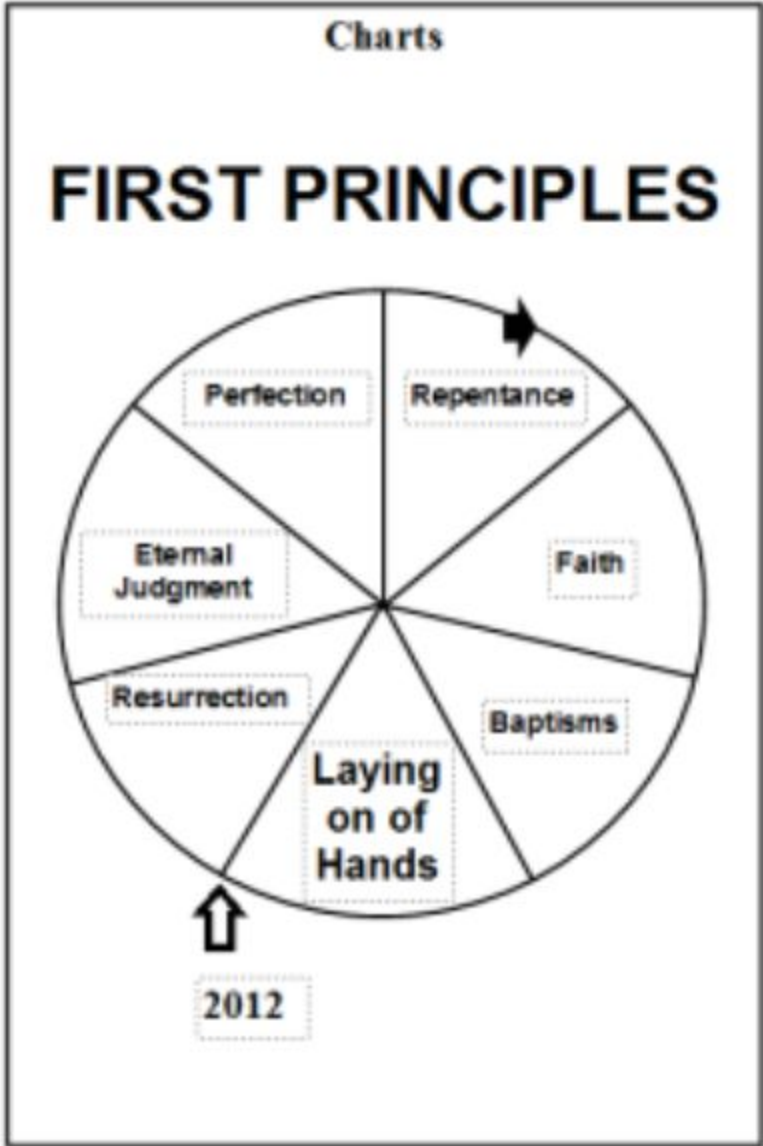 Charts
FIRST PRINCIPLES
Perfection
Repentance
Eternal
Judgment
Faith
Resurrection
Baptisms
Laying
on of
Hands
2012